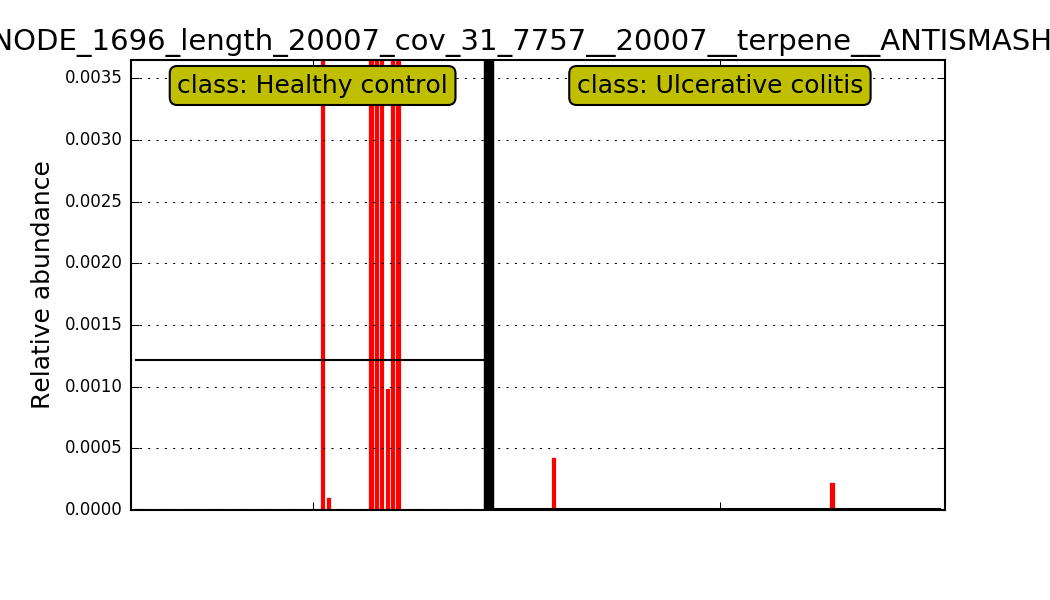 NODE_1696_length_20007_cov_31_7757__20007__terpene__ANTISMASH
class: Healthy control
class: Ulcerative colitis
Relative abundance
0.0035
0.0030
0.0025
0.0020
0.0015
0.0010
0.0005
0.0000